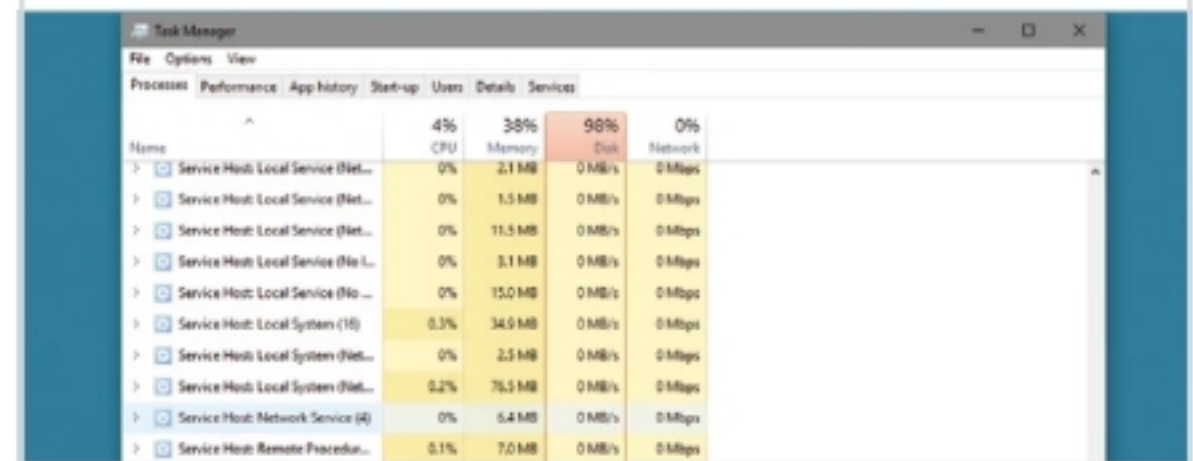 Task Manager
File Options View
Processes Performance App history Start-up Users Details Services
4% 38% 98% 0%
Name CPU Memory Disk Network
Service Host: Local Service (Net... 0% 2.1 MB 0 MB/s 0 Mbps
Service Host: Local Service (Net... 0% 1.5 MB 0 MB/s 0 Mbps
Service Host: Local Service (Net... 0% 11.5 MB 0 MB/s 0 Mbps
Service Host: Local Service (No I... 0% 3.1 MB 0 MB/s 0 Mbps
Service Host: Local Service (No ... 0% 15.0 MB 0 MB/s 0 Mbps
Service Host: Local System (18) 0.3% 34.9 MB 0 MB/s 0 Mbps
Service Host: Local System (Net... 0% 2.5 MB 0 MB/s 0 Mbps
Service Host: Local System (Net... 0.2% 76.5 MB 0 MB/s 0 Mbps
Service Host: Network Service (4) 0% 6.4 MB 0 MB/s 0 Mbps
Service Host: Remote Procedur... 0.1% 7.0 MB 0 MB/s 0 Mbps